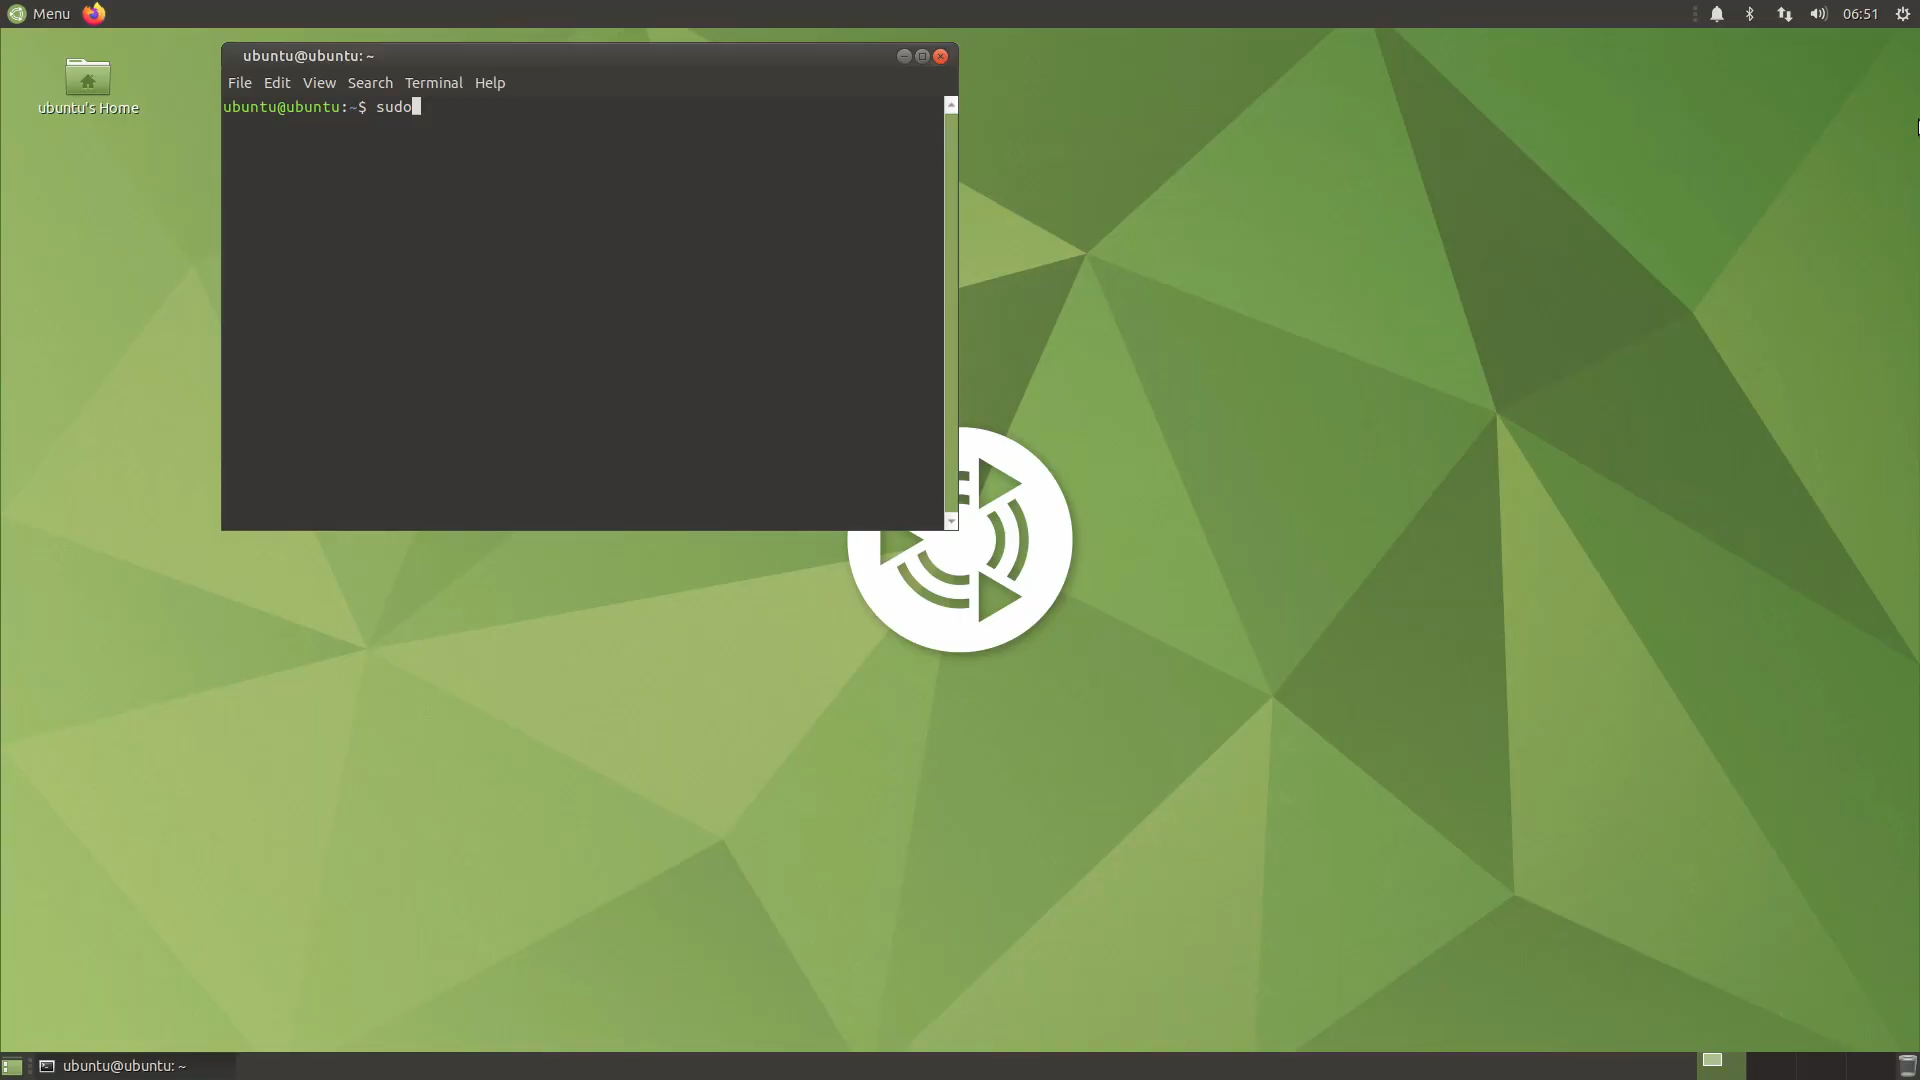 Menu
06:51
ubuntu's Home
ubuntu@ubuntu: ~
File Edit View Search Terminal Help
ubuntu@ubuntu:~$ sudo
ubuntu@ubuntu: ~